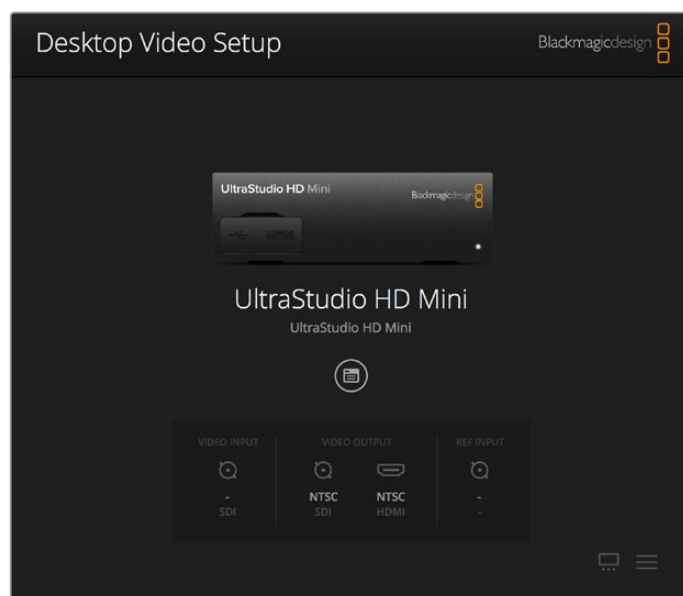 Desktop Video Setup
Blackmagicdesign
UltraStudio HD Mini
Blackmagicdesign
UltraStudio HD Mini
UltraStudio HD Mini
VIDEO INPUT VIDEO OUTPUT REF INPUT
- NTSC NTSC -
SDI SDI HDMI -